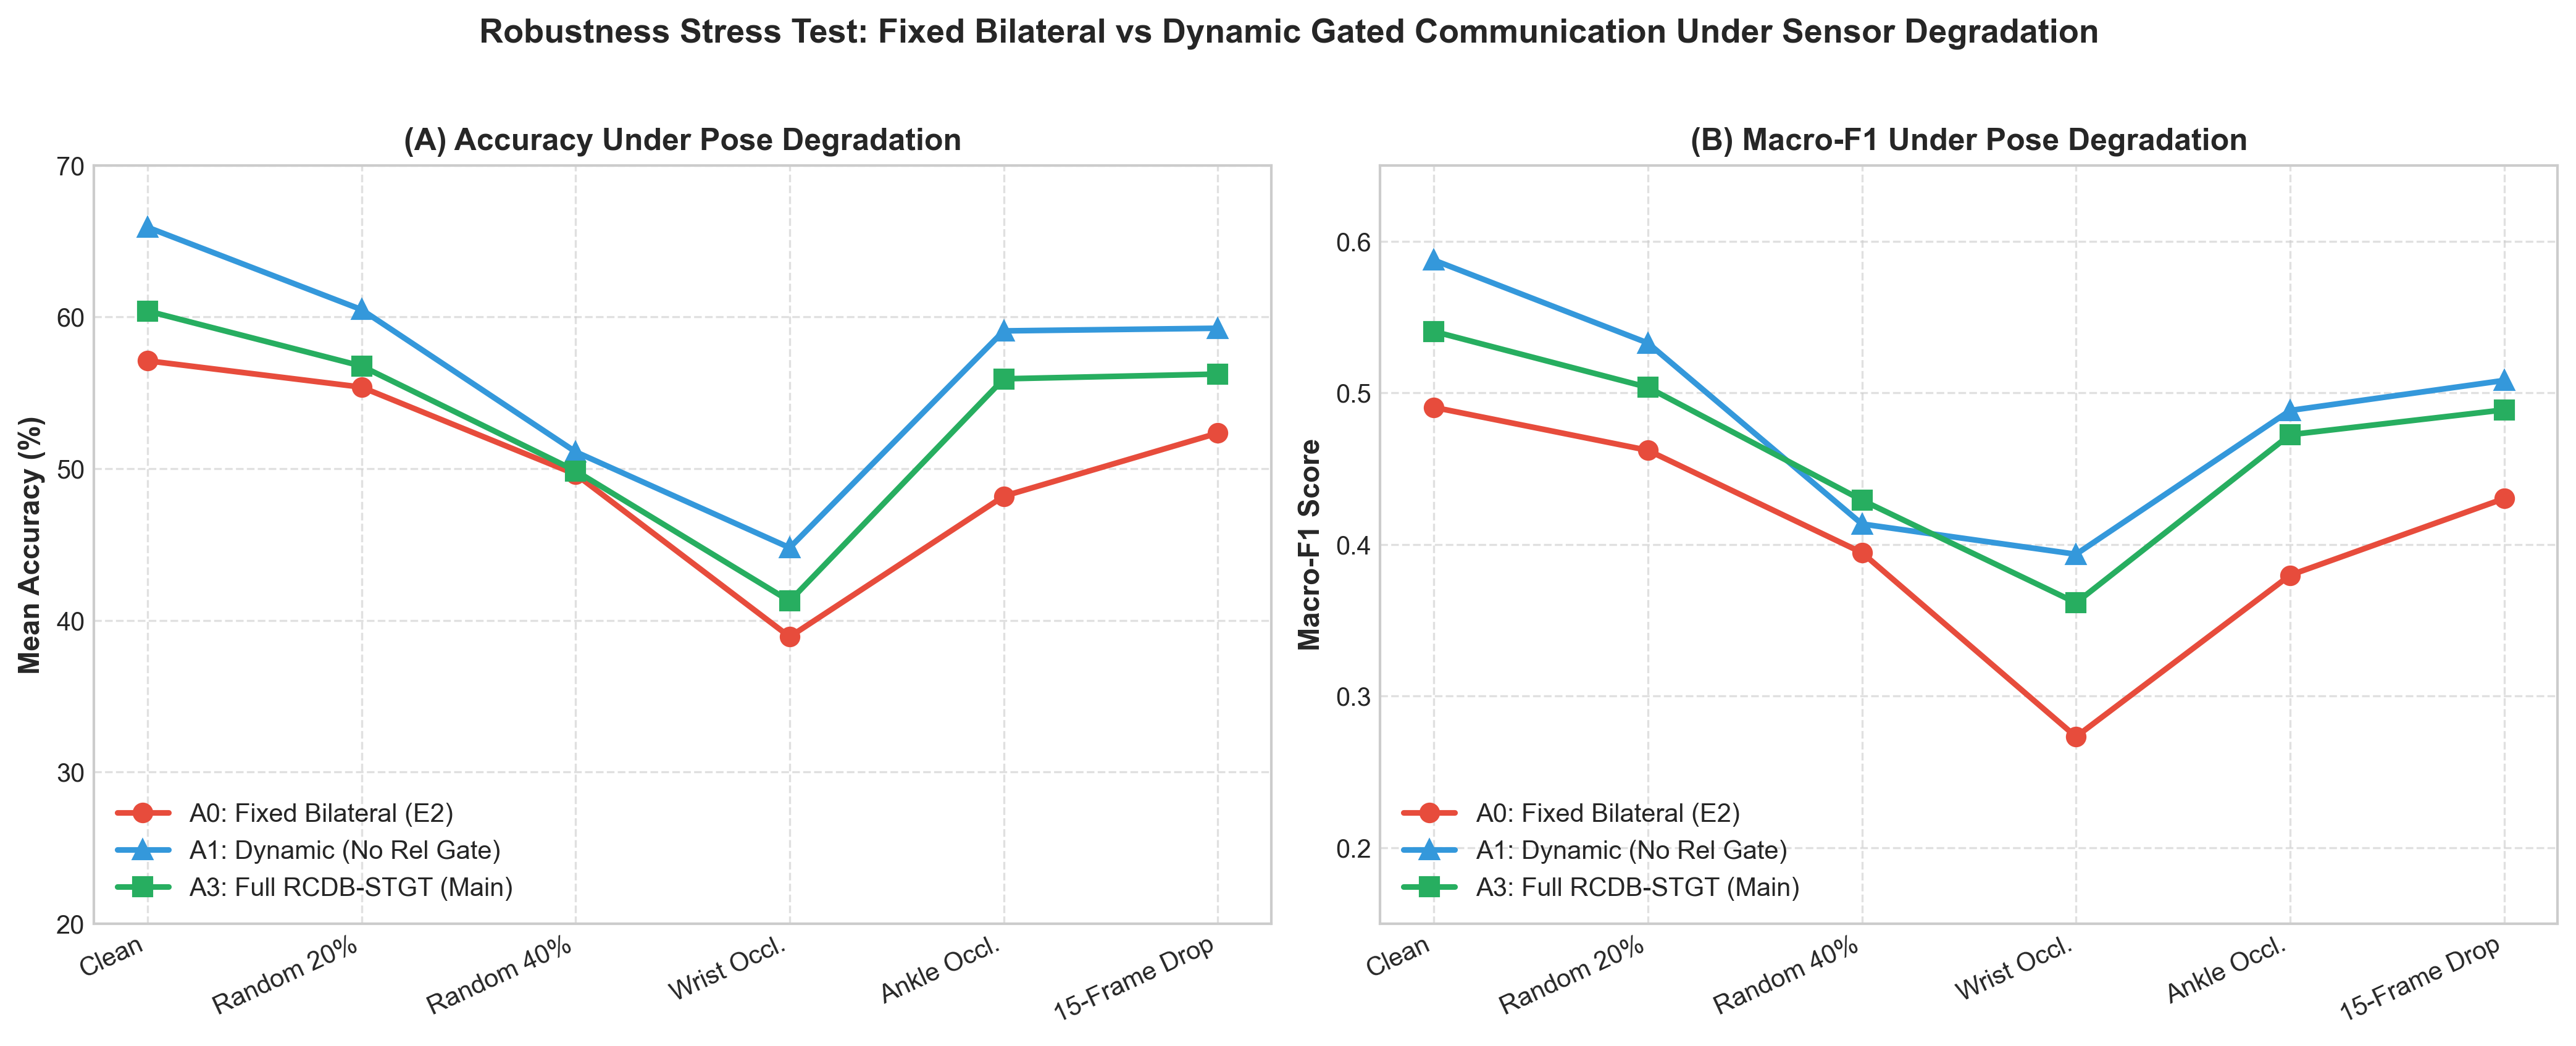 Robustness Stress Test: Fixed Bilateral vs Dynamic Gated Communication Under Sensor Degradation
(A) Accuracy Under Pose Degradation
Mean Accuracy (%)
70
60
50
40
30
20
A0: Fixed Bilateral (E2)
A1: Dynamic (No Rel Gate)
A3: Full RCDB-STGT (Main)
Clean
Random 20%
Random 40%
Wrist Occl.
Ankle Occl.
15-Frame Drop
(B) Macro-F1 Under Pose Degradation
Macro-F1 Score
0.6
0.5
0.4
0.3
0.2
A0: Fixed Bilateral (E2)
A1: Dynamic (No Rel Gate)
A3: Full RCDB-STGT (Main)
Clean
Random 20%
Random 40%
Wrist Occl.
Ankle Occl.
15-Frame Drop